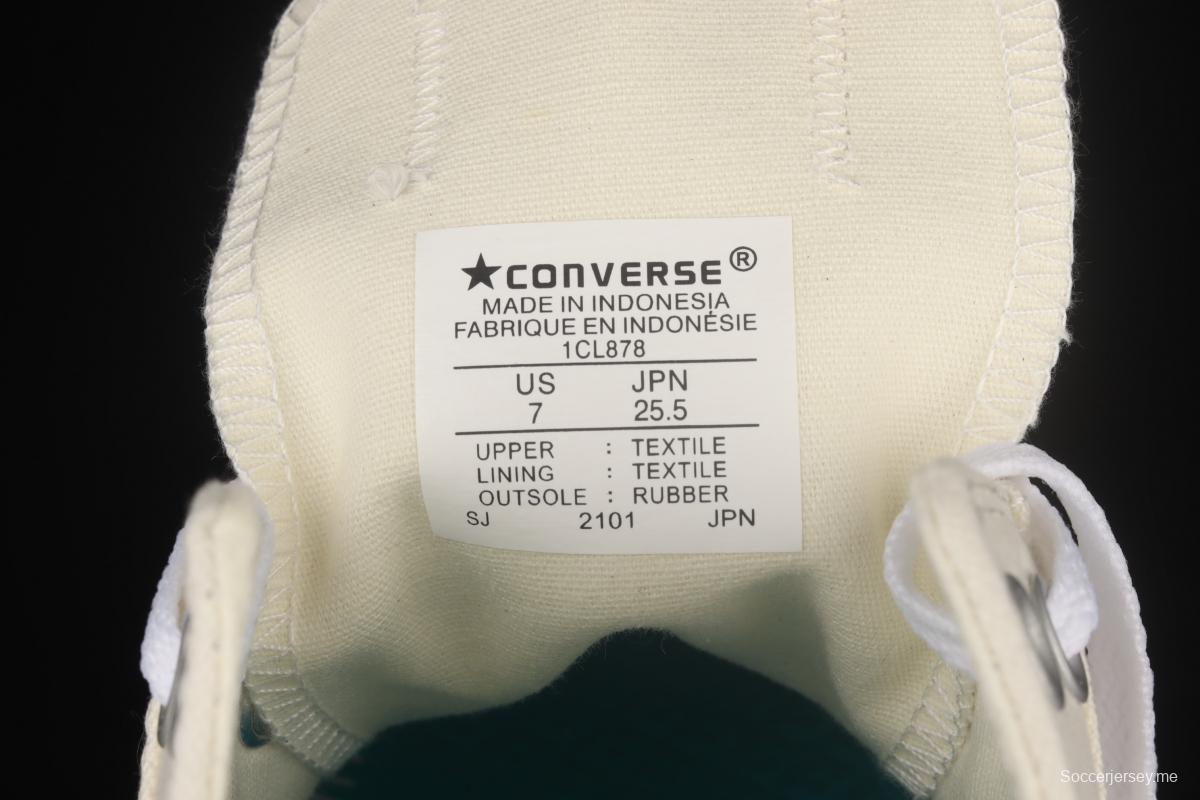 ★CONVERSE®
MADE IN INDONESIA
FABRIQUE EN INDONÉSIE
1CL878
US JPN
7 25.5
UPPER : TEXTILE
LINING : TEXTILE
OUTSOLE : RUBBER
SJ 2101 JPN
Soccerjersey.me